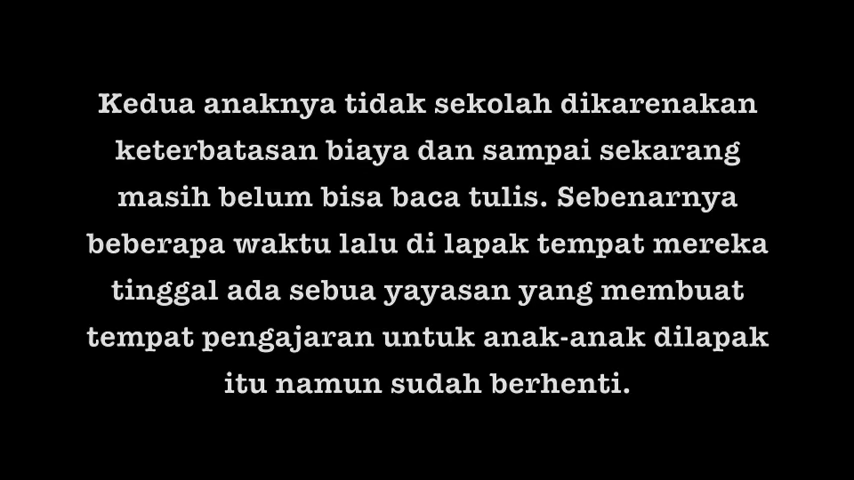 Kedua anaknya tidak sekolah dikarenakan
keterbatasan biaya dan sampai sekarang
masih belum bisa baca tulis. Sebenarnya
beberapa waktu lalu di lapak tempat mereka
tinggal ada sebua yayasan yang membuat
tempat pengajaran untuk anak-anak dilapak
itu namun sudah berhenti.